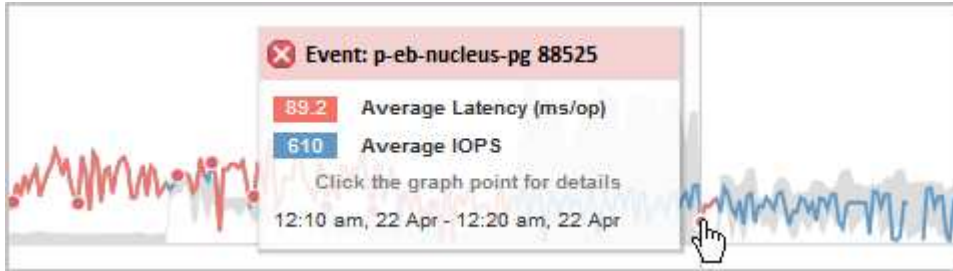 Event: p-eb-nucleus-pg 88525
89.2 Average Latency (ms/op)
610 Average IOPS
Click the graph point for details
12:10 am, 22 Apr - 12:20 am, 22 Apr